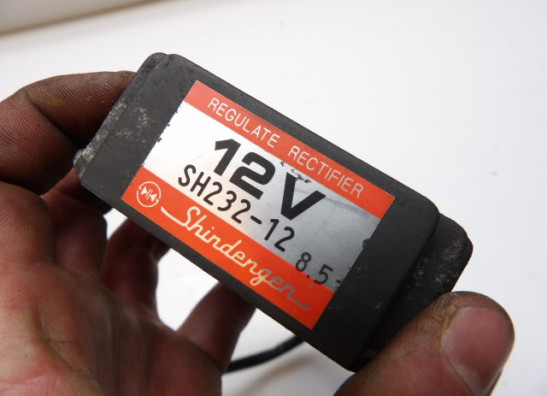 REGULATE RECTIFIER
12V
SH232-12
8.5-
Shindengen